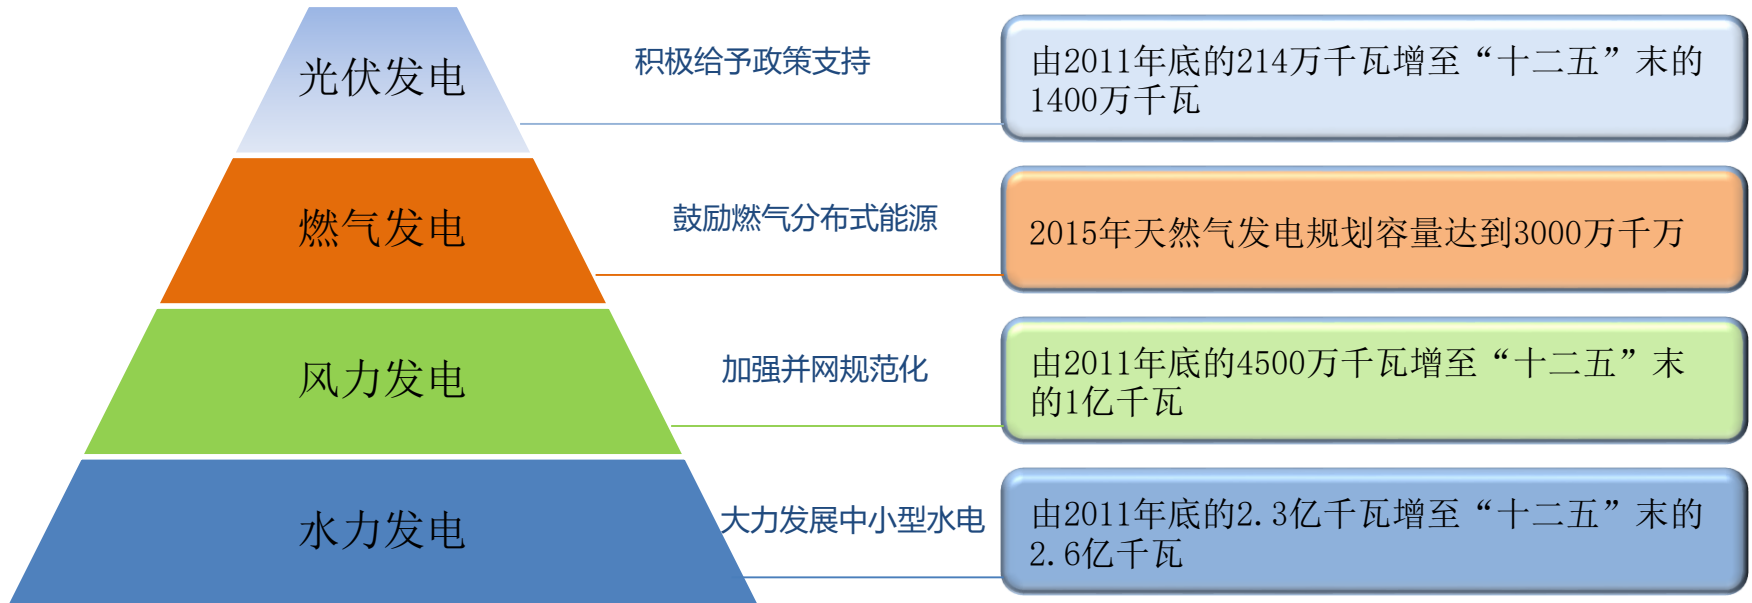 光伏发电
积极给予政策支持
由2011年底的214万千瓦增至“十二五”末的
1400万千瓦
燃气发电
鼓励燃气分布式能源
2015年天然气发电规划容量达到3000万千万
风力发电
加强并网规范化
由2011年底的4500万千瓦增至“十二五”末
的1亿千瓦
水力发电
大力发展中小型水电
由2011年底的2.3亿千瓦增至“十二五”末的
2.6亿千瓦